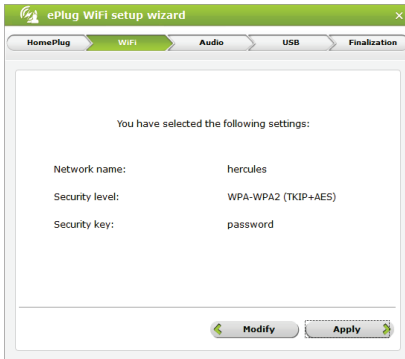 ePlug WiFi setup wizard
HomePlug WiFi Audio USB Finalization
You have selected the following settings:
Network name: hercules
Security level: WPA-WPA2 (TKIP+AES)
Security key: password
Modify Apply